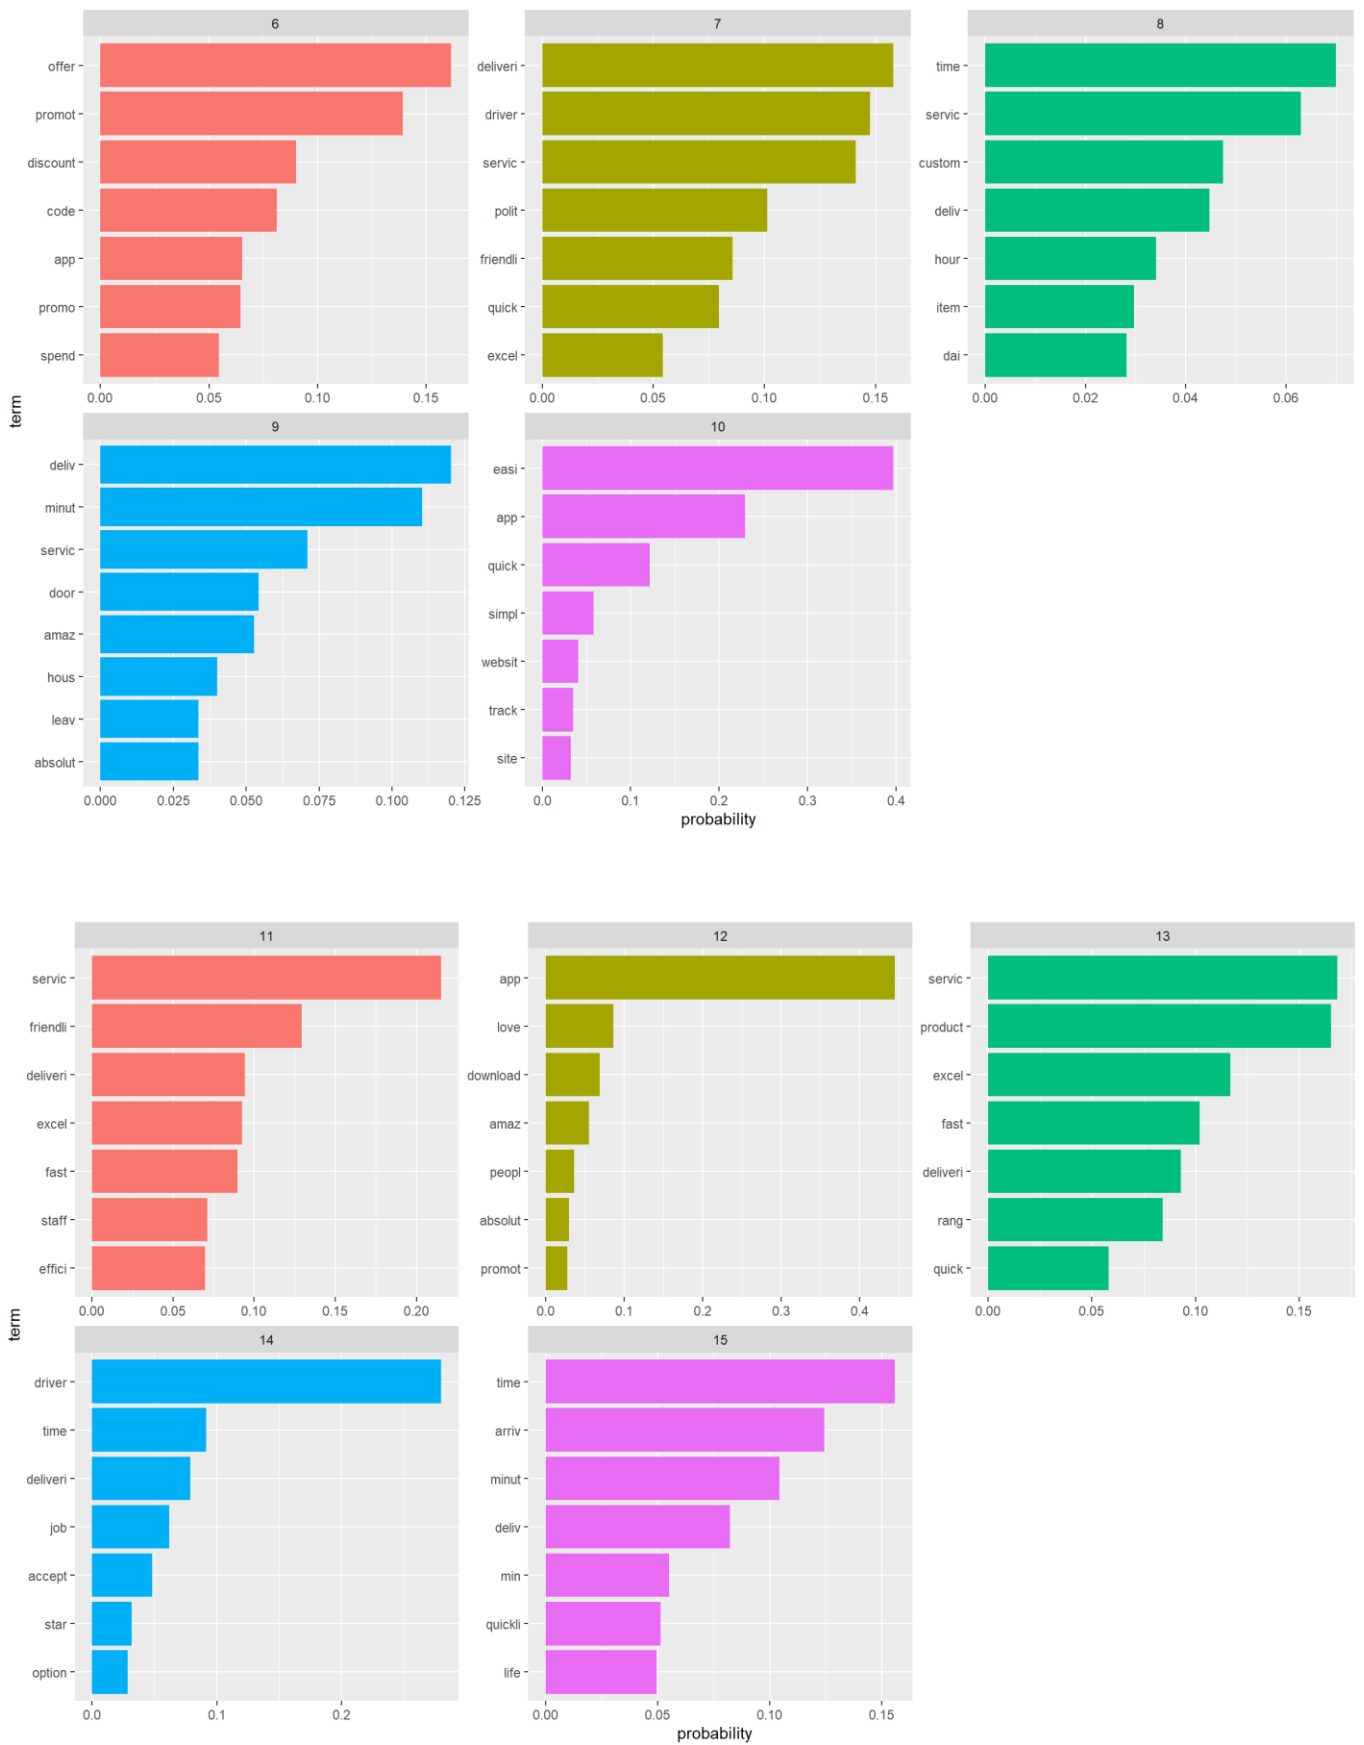 term
6
offer
promot
discount
code
app
promo
spend
0.00 0.05 0.10 0.15
7
deliveri
driver
servic
polit
friendli
quick
excel
0.00 0.05 0.10 0.15
8
time
servic
custom
deliv
hour
item
dai
0.00 0.02 0.04 0.06
9
deliv
minut
servic
door
amaz
hous
leav
absolut
0.000 0.025 0.050 0.075 0.100 0.125
10
easi
app
quick
simpl
websit
track
site
0.0 0.1 0.2 0.3 0.4
probability
term
11
servic
friendli
deliveri
excel
fast
staff
effici
0.00 0.05 0.10 0.15 0.20
12
app
love
download
amaz
peopl
absolut
promot
0.0 0.1 0.2 0.3 0.4
13
servic
product
excel
fast
deliveri
rang
quick
0.00 0.05 0.10 0.15
14
driver
time
deliveri
job
accept
star
option
0.0 0.1 0.2
15
time
arriv
minut
deliv
min
quickli
life
0.00 0.05 0.10 0.15
probability